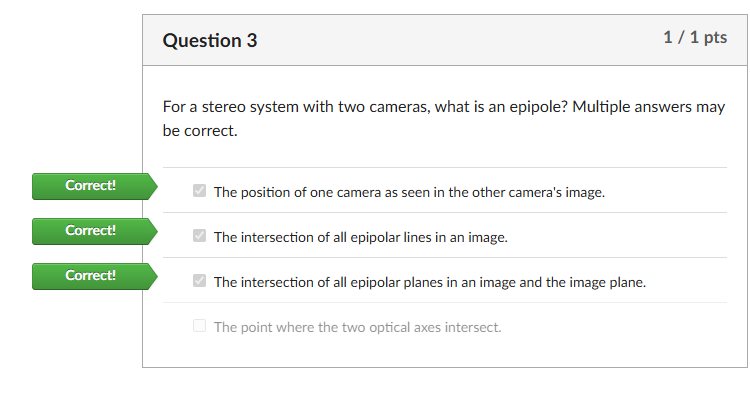 Question 3
1 / 1 pts
For a stereo system with two cameras, what is an epipole? Multiple answers may
be correct.
Correct!
The position of one camera as seen in the other camera's image.
Correct!
The intersection of all epipolar lines in an image.
Correct!
The intersection of all epipolar planes in an image and the image plane.
The point where the two optical axes intersect.